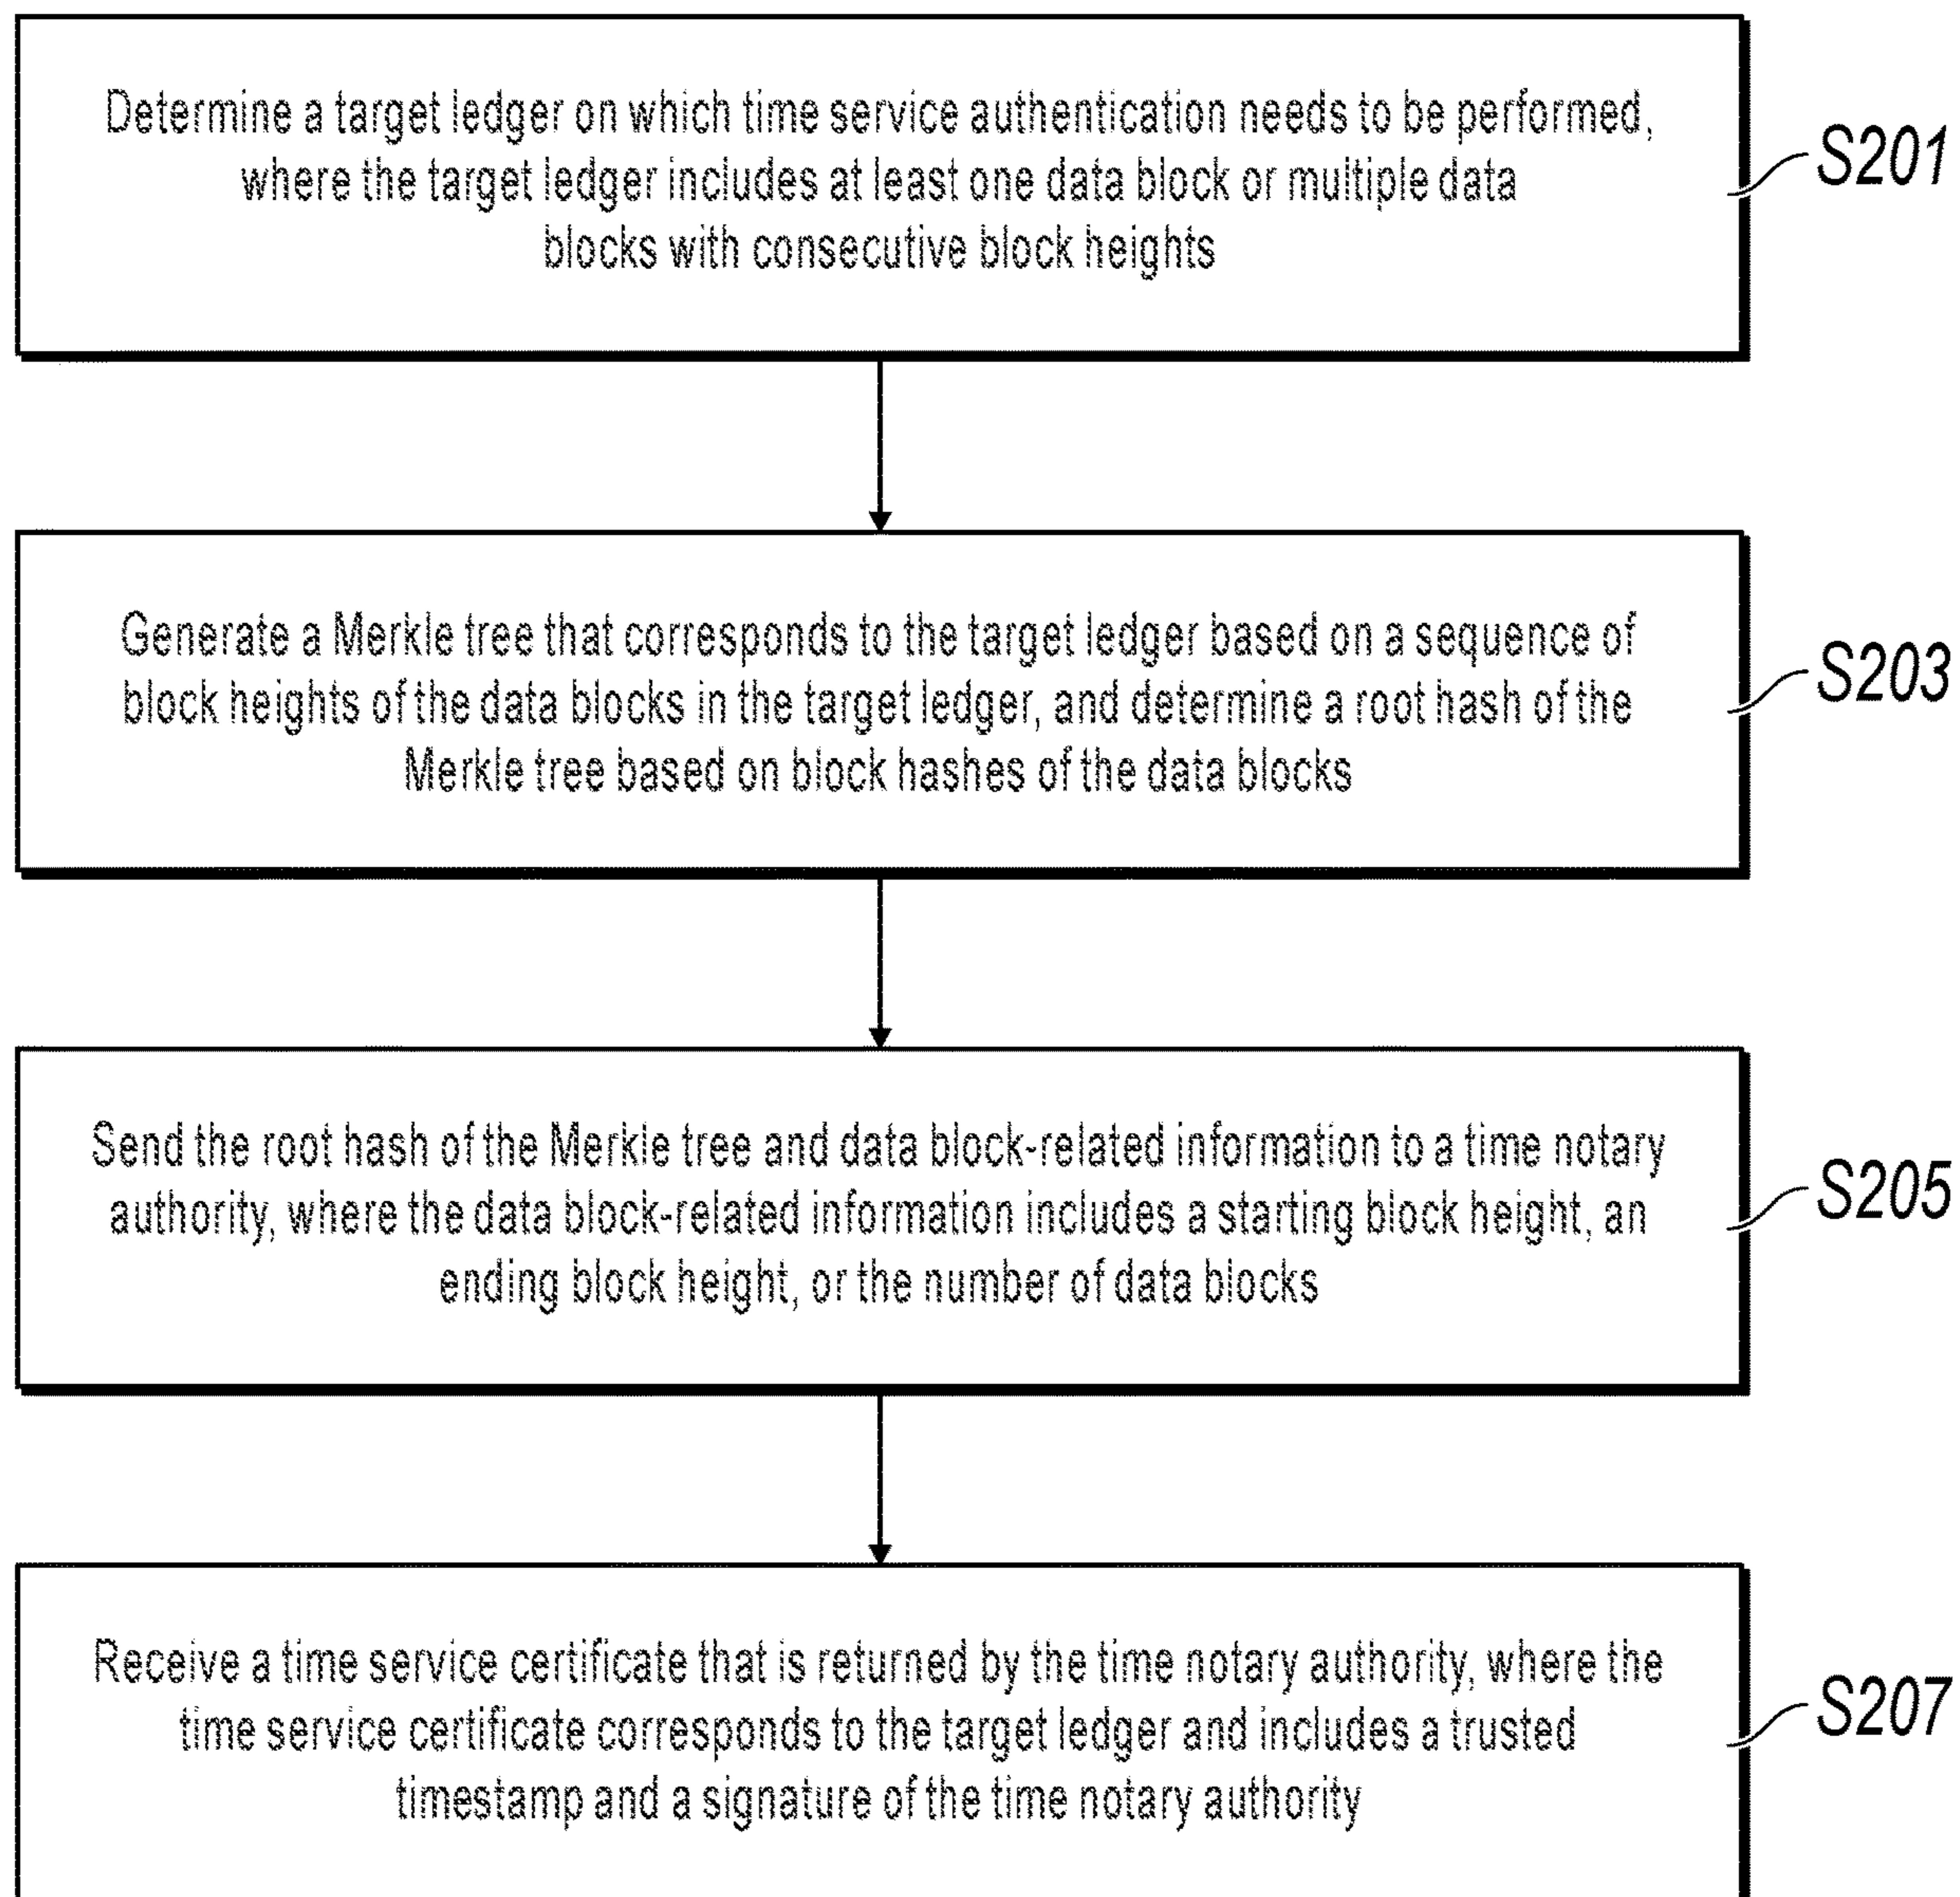 Determine a target ledger on which time service authentication needs to be performed,
where the target ledger includes at least one data block or multiple data
blocks with consecutive block heights
S201
Generate a Merkle tree that corresponds to the target ledger based on a sequence of
block heights of the data blocks in the target ledger, and determine a root hash of the
Merkle tree based on block hashes of the data blocks
S203
Send the root hash of the Merkle tree and data block-related information to a time notary
authority, where the data block-related information includes a starting block height, an
ending block height, or the number of data blocks
S205
Receive a time service certificate that is returned by the time notary authority, where the
time service certificate corresponds to the target ledger and includes a trusted
timestamp and a signature of the time notary authority
S207